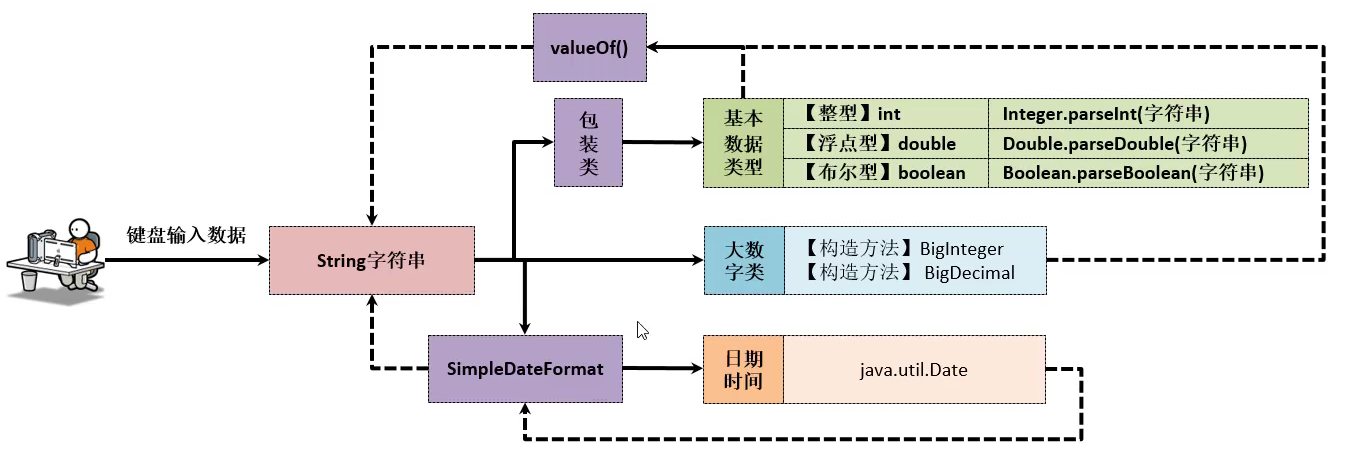 valueOf()
包
装
类
基本
数据
类型
【整型】int
Integer.parseInt(字符串)
【浮点型】double
Double.parseDouble(字符串)
【布尔型】boolean
Boolean.parseBoolean(字符串)
键盘输入数据
String字符串
大数
字类
【构造方法】BigInteger
【构造方法】 BigDecimal
SimpleDateFormat
日期
时间
java.util.Date